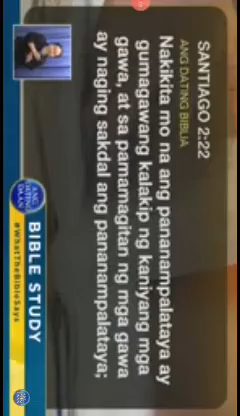 SANTIAGO 2:22
ANG DATING BIBLIA
Nakikita mo na ang pananampalataya ay
gumagawang kalakip ng kaniyang mga
gawa, at sa pamamagitan ng mga gawa
ay naging sakdal ang pananampalataya;
ANG
DATING
DAAN
BIBLE STUDY
#WhatTheBibleSays